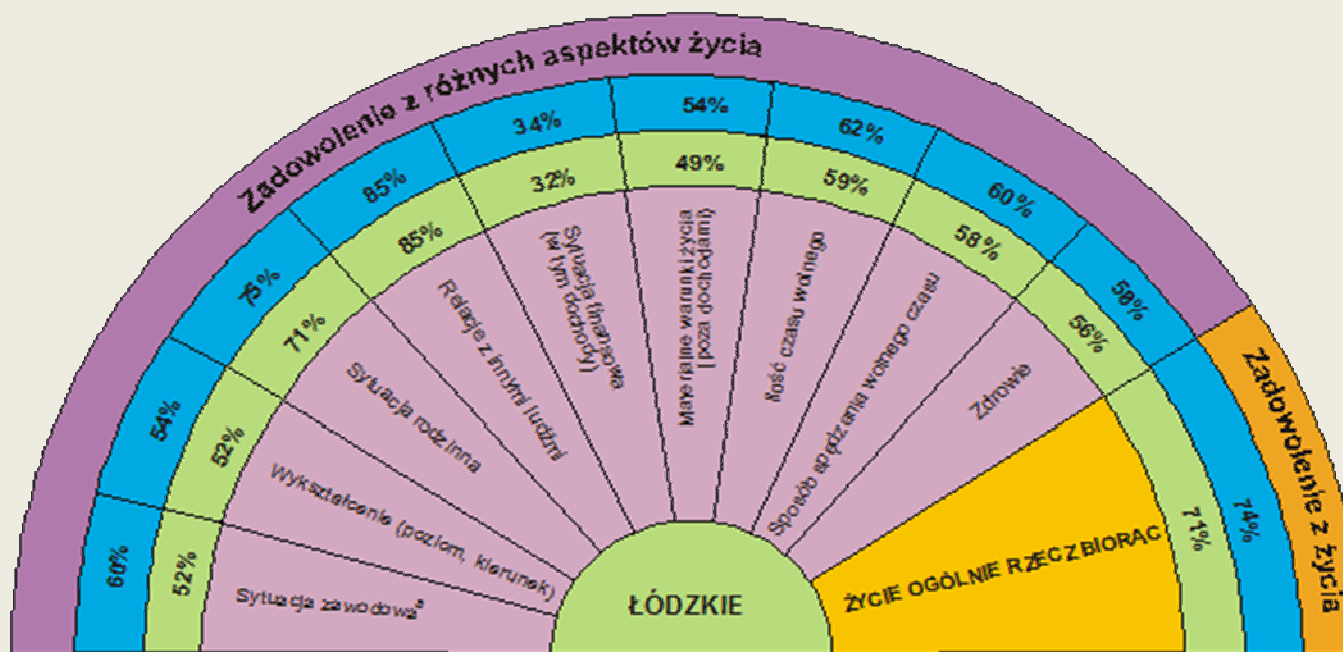 Zadowolenie z różnych aspektów życia
Zadowolenie z życia
60%
54%
75%
85%
34%
54%
62%
60%
58%
74%
52%
52%
71%
85%
32%
49%
59%
58%
56%
71%
Sytuacja zawodowaª
Wykształcenie (poziom, kierunek)
Sytuacja rodzinna
Relacje z innymi ludźmi
Sytuacja finansowa
(w tym dochody)
Materialne warunki życia
(poza dochodami)
Ilość czasu wolnego
Sposób spędzania wolnego czasu
Zdrowie
ŻYCIE OGÓLNIE RZECZ BIORĄC
ŁÓDZKIE